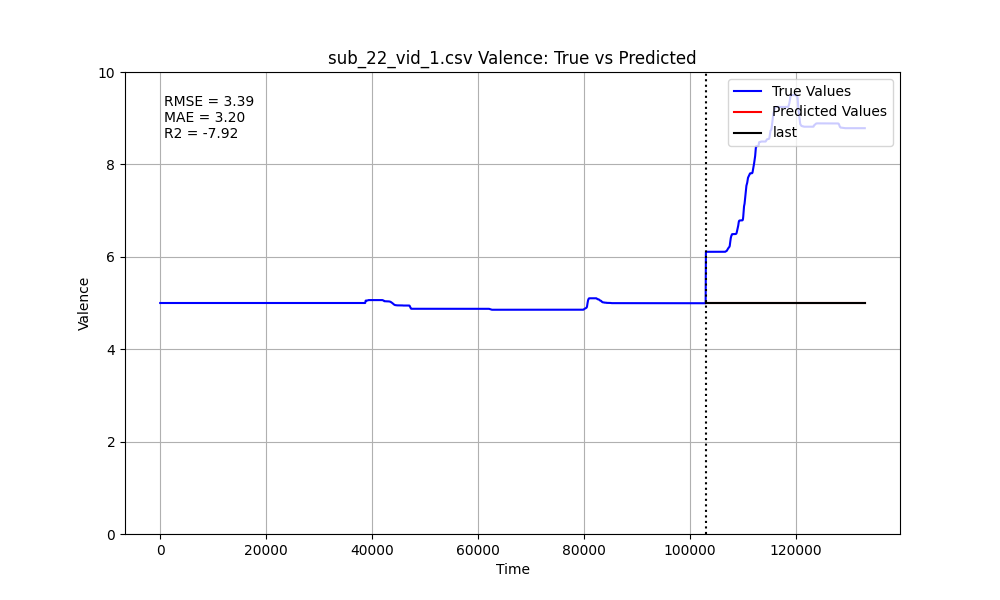 sub_22_vid_1.csv Valence: True vs Predicted
RMSE = 3.39
MAE = 3.20
R2 = -7.92
True Values
Predicted Values
last
10
8
6
4
2
0
Valence
0 20000 40000 60000 80000 100000 120000
Time